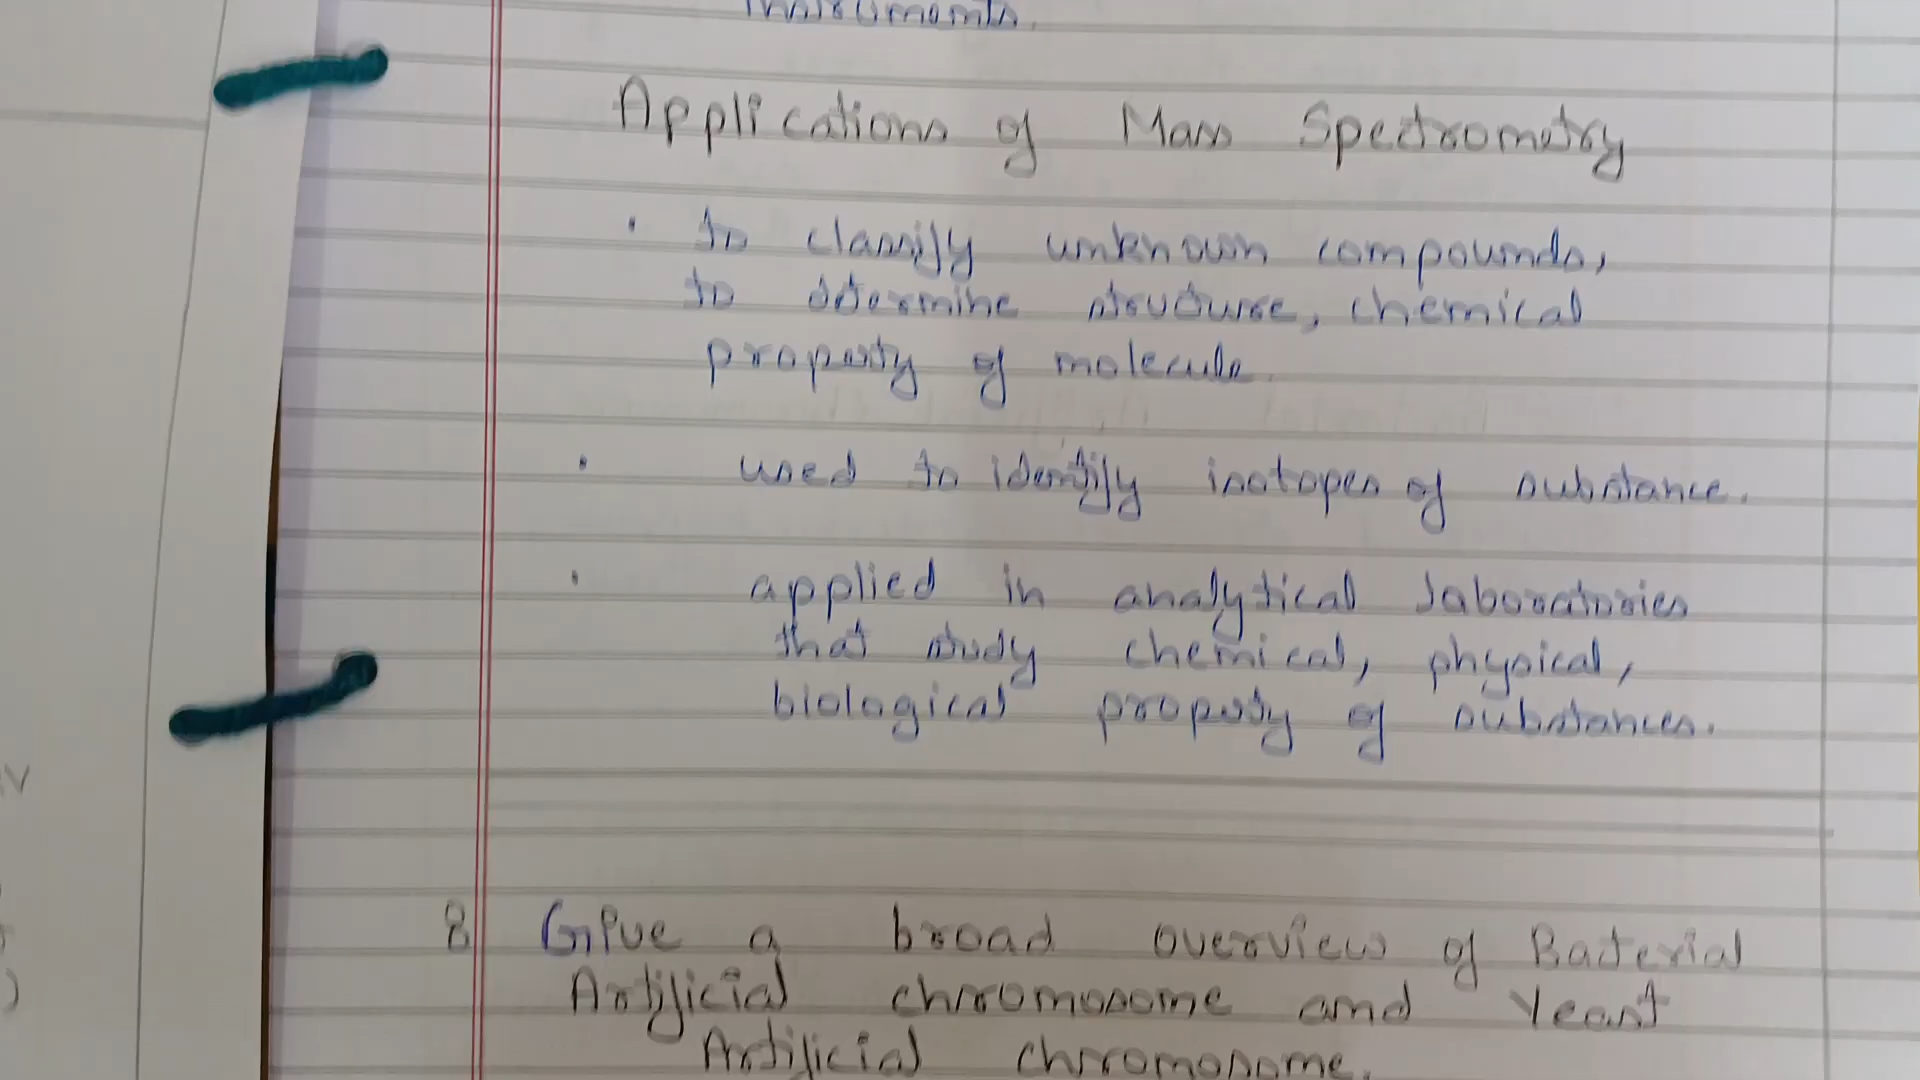 instruments.
Applications of Mass Spectrometry
· to classify unknown compounds,
to determine structure, chemical
property of molecule.
· used to identify isotopes of substance.
· applied in analytical laboratories
that study chemical, physical,
biological property of substances.
8 Give a broad overview of Bacterial
Artificial chromosome and Yeast
Artificial chromosome.